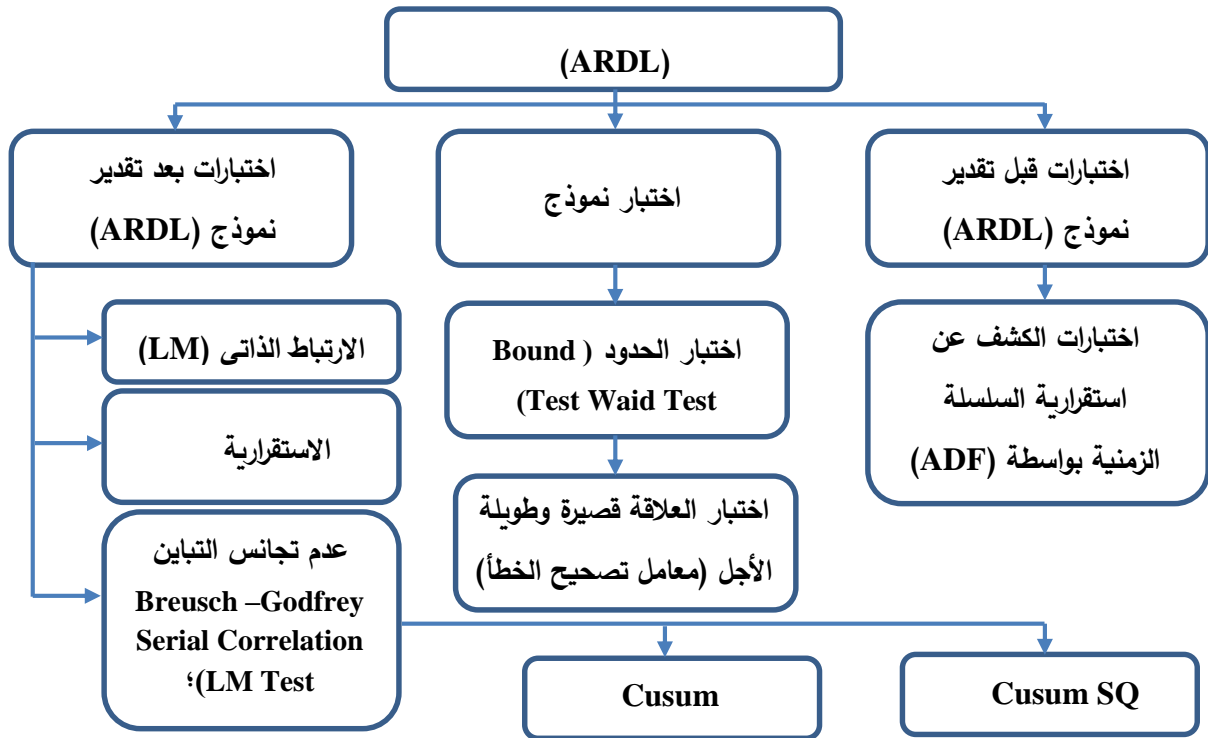 (ARDL)
اختبارات قبل تقدير
نموذج (ARDL)
اختبار نموذج
اختبارات بعد تقدير
نموذج (ARDL)
اختبارات الكشف عن
استقرارية السلسلة
الزمنية بواسطة (ADF)
اختبار الحدود ( Bound
Test Waid Test)
اختبار العلاقة قصيرة وطويلة
الأجل (معامل تصحيح الخطأ)
الارتباط الذاتى (LM)
الاستقرارية
عدم تجانس التباين
Breusch –Godfrey
Serial Correlation
LM Test)؛
Cusum
Cusum SQ